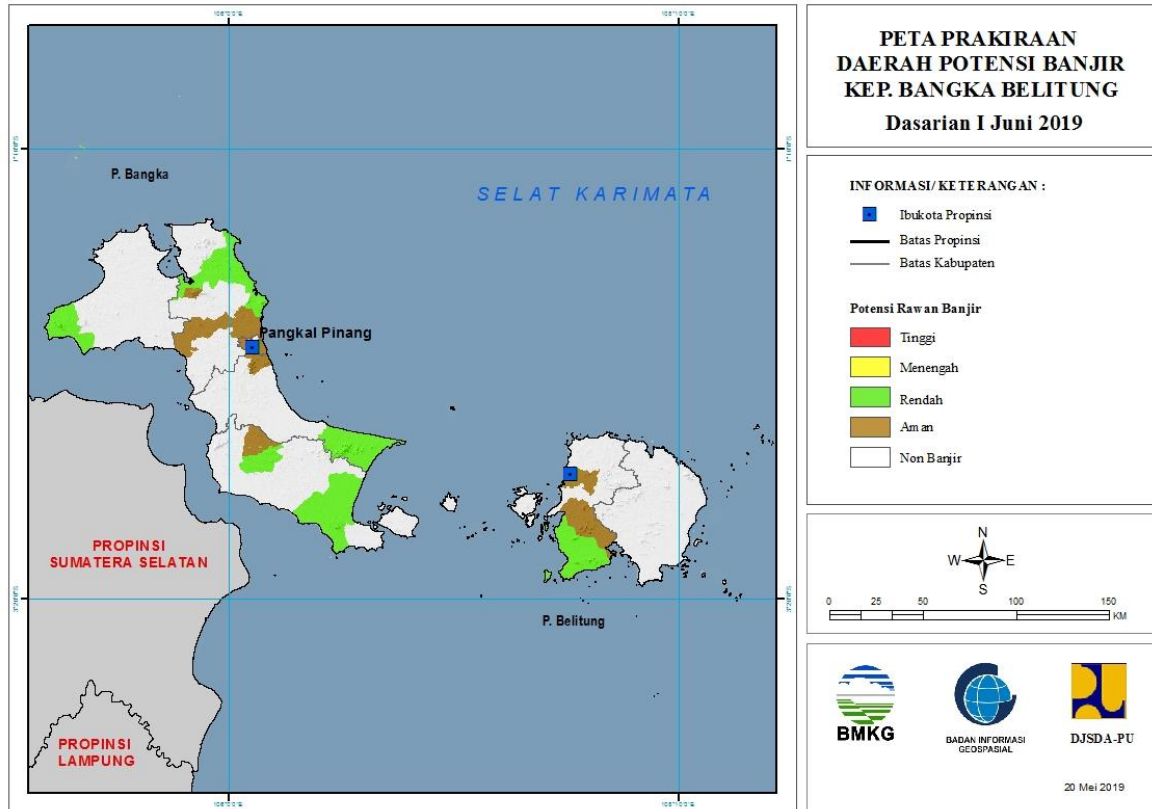 PETA PRAKIRAAN
DAERAH POTENSI BANJIR
KEP. BANGKA BELITUNG
Dasarian I Juni 2019
P. Bangka
SELAT KARIMATA
Pangkal Pinang
PROPINSI
SUMATERA SELATAN
P. Belitung
PROPINSI
LAMPUNG
INFORMASI/ KETERANGAN :
Ibukota Propinsi
Batas Propinsi
Batas Kabupaten
Potensi Rawan Banjir
Tinggi
Menengah
Rendah
Aman
Non Banjir
N
W E
S
0 25 50 100 150
KM
BMKG
BADAN INFORMASI
GEOSPASIAL
DJSDA-PU
20 Mei 2019